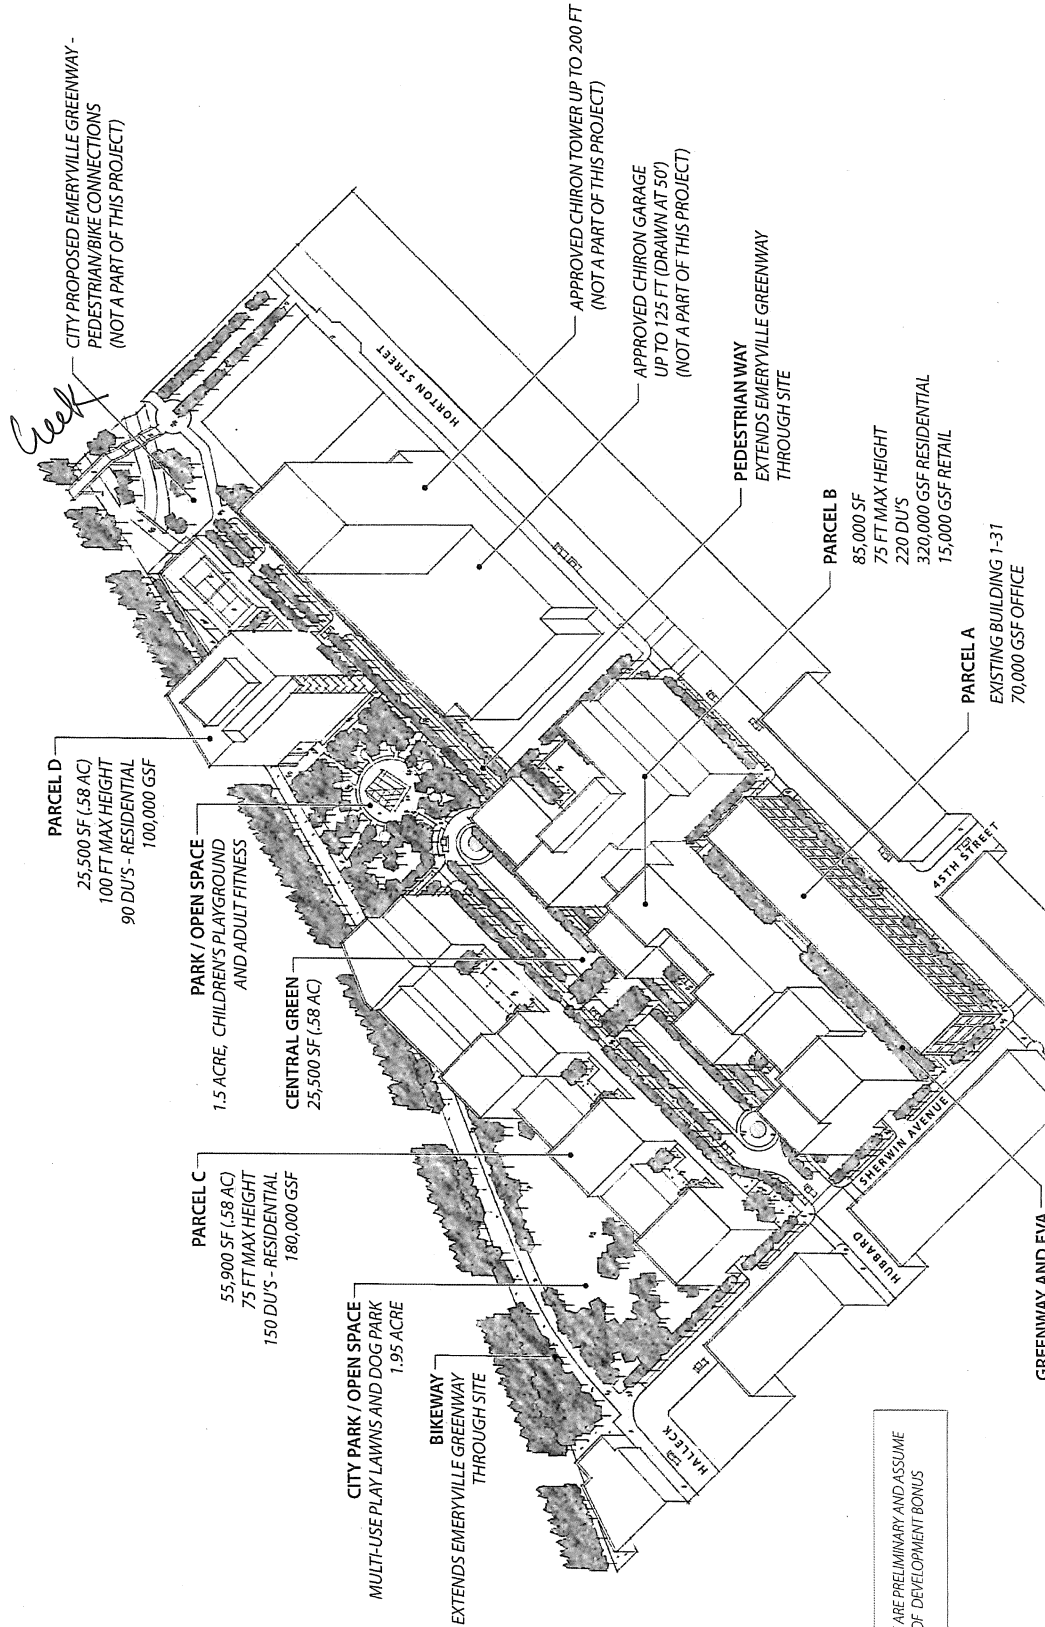 Creek
CITY PROPOSED EMERYVILLE GREENWAY -
PEDESTRIAN/BIKE CONNECTIONS
(NOT A PART OF THIS PROJECT)
APPROVED CHIRON TOWER UP TO 200 FT
(NOT A PART OF THIS PROJECT)
APPROVED CHIRON GARAGE
UP TO 125 FT (DRAWN AT 50')
(NOT A PART OF THIS PROJECT)
PEDESTRIAN WAY
EXTENDS EMERYVILLE GREENWAY
THROUGH SITE
PARCEL B
85,000 SF
75 FT MAX HEIGHT
220 DU'S
320,000 GSF RESIDENTIAL
15,000 GSF RETAIL
PARCEL A
EXISTING BUILDING 1-31
70,000 GSF OFFICE
PARCEL D
25,500 SF (.58 AC)
100 FT MAX HEIGHT
90 DU'S - RESIDENTIAL
100,000 GSF
PARK / OPEN SPACE
1.5 ACRE, CHILDREN'S PLAYGROUND
AND ADULT FITNESS
CENTRAL GREEN
25,500 SF (.58 AC)
PARCEL C
55,900 SF (.58 AC)
75 FT MAX HEIGHT
150 DU'S - RESIDENTIAL
180,000 GSF
CITY PARK / OPEN SPACE
MULTI-USE PLAY LAWNS AND DOG PARK
1.95 ACRE
BIKEWAY
EXTENDS EMERYVILLE GREENWAY
THROUGH SITE
HORTON STREET
45TH STREET
SHERWIN AVENUE
HUBBARD
HALLECK
GREENWAY AND EVA
ARE PRELIMINARY AND ASSUME
OF DEVELOPMENT BONUS